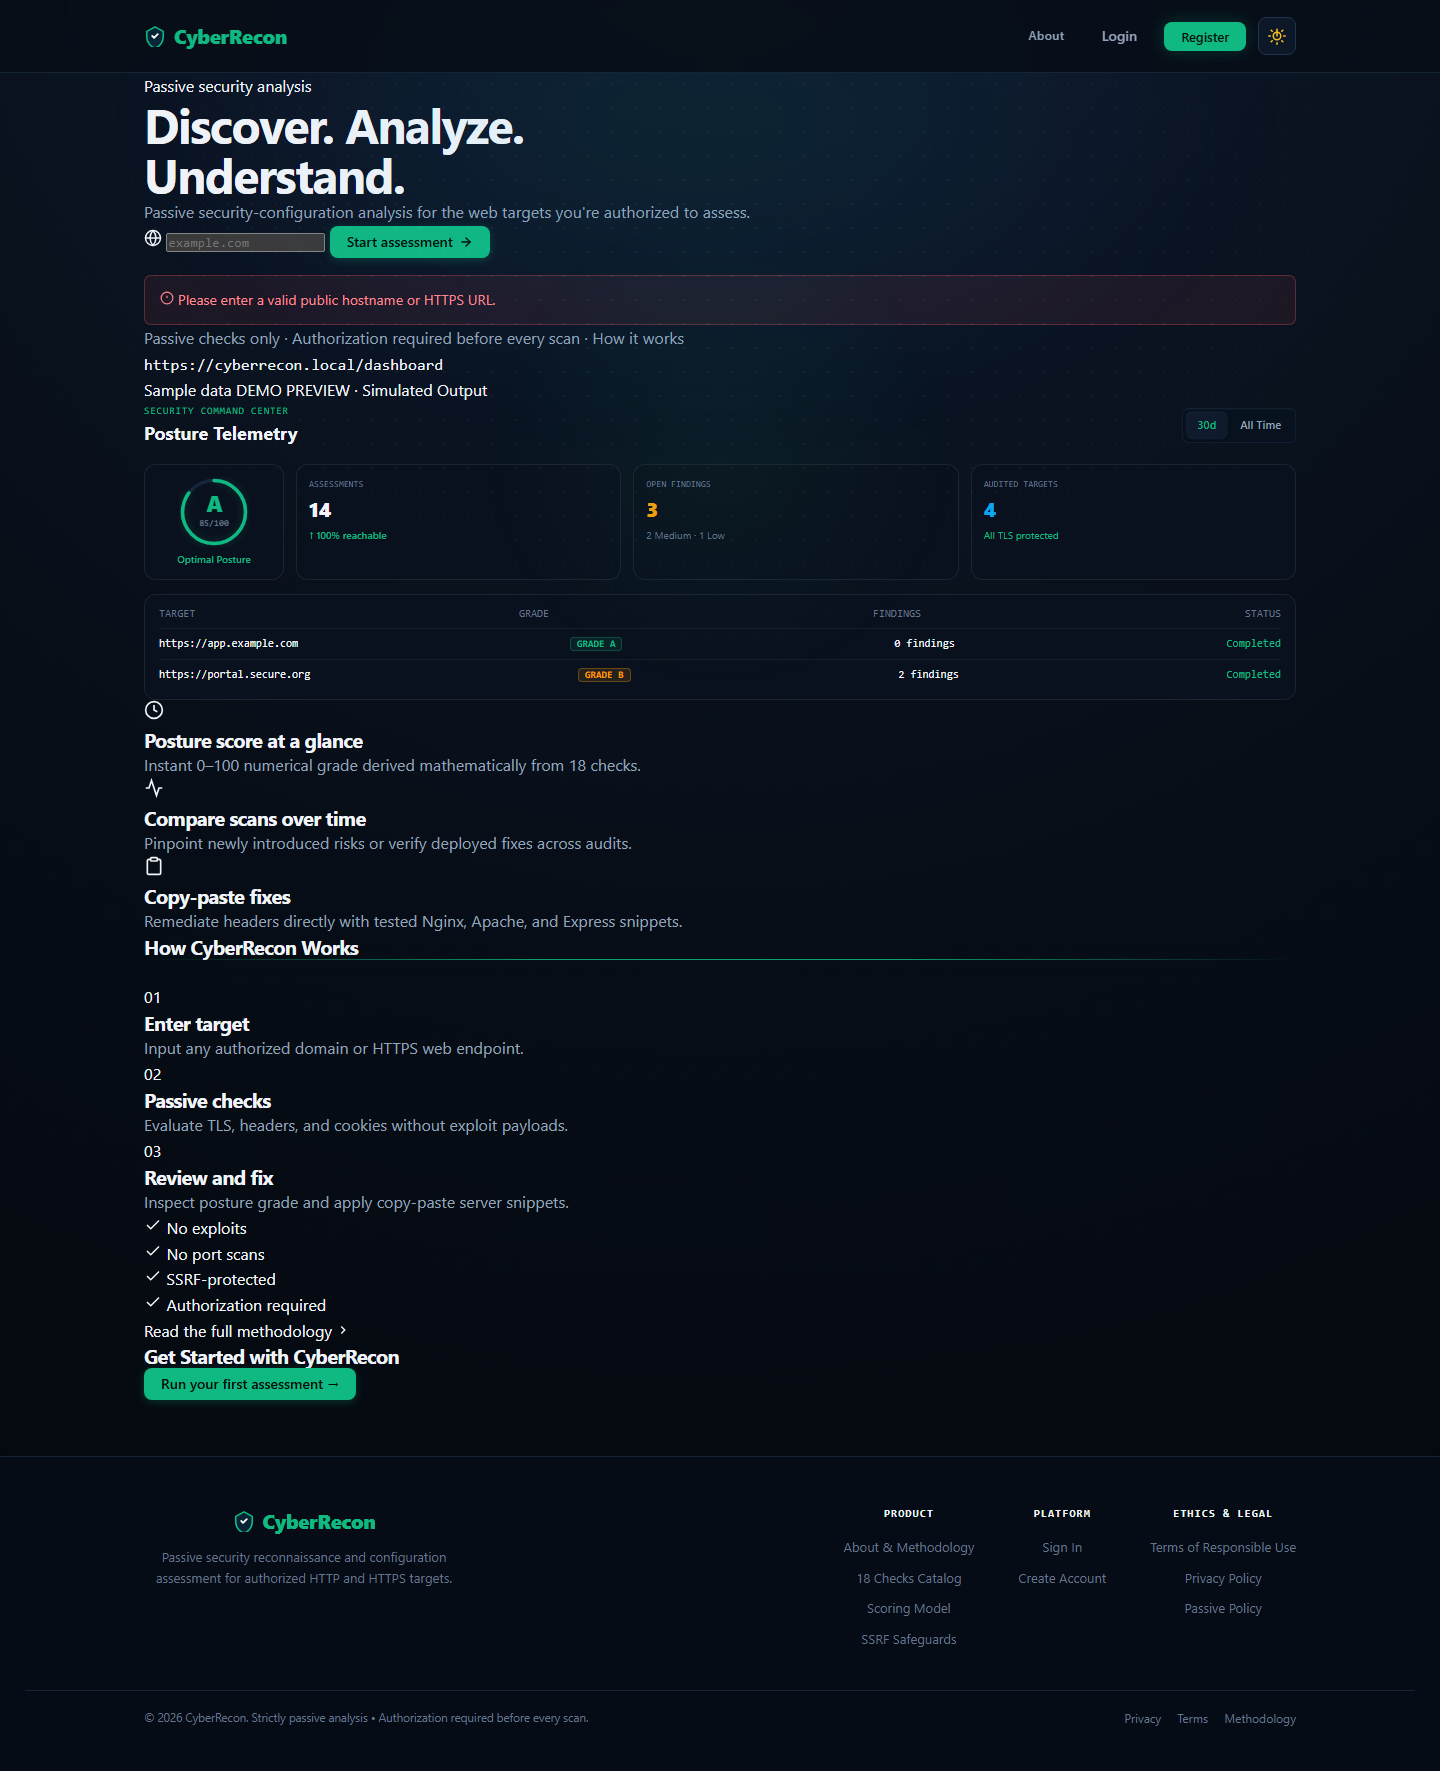 CyberRecon
About Login Register
Passive security analysis
Discover. Analyze.
Understand.
Passive security-configuration analysis for the web targets you're authorized to assess.
example.com Start assessment →
Please enter a valid public hostname or HTTPS URL.
Passive checks only · Authorization required before every scan · How it works
https://cyberrecon.local/dashboard
Sample data DEMO PREVIEW · Simulated Output
SECURITY COMMAND CENTER
Posture Telemetry
30d All Time
A
85/100
Optimal Posture
ASSESSMENTS
14
↑ 100% reachable
OPEN FINDINGS
3
2 Medium · 1 Low
AUDITED TARGETS
4
All TLS protected
TARGET GRADE FINDINGS STATUS
https://app.example.com GRADE A 0 findings Completed
https://portal.secure.org GRADE B 2 findings Completed
Posture score at a glance
Instant 0–100 numerical grade derived mathematically from 18 checks.
Compare scans over time
Pinpoint newly introduced risks or verify deployed fixes across audits.
Copy-paste fixes
Remediate headers directly with tested Nginx, Apache, and Express snippets.
How CyberRecon Works
01
Enter target
Input any authorized domain or HTTPS web endpoint.
02
Passive checks
Evaluate TLS, headers, and cookies without exploit payloads.
03
Review and fix
Inspect posture grade and apply copy-paste server snippets.
No exploits
No port scans
SSRF-protected
Authorization required
Read the full methodology ›
Get Started with CyberRecon
Run your first assessment →
CyberRecon
Passive security reconnaissance and configuration
assessment for authorized HTTP and HTTPS targets.
PRODUCT
About & Methodology
18 Checks Catalog
Scoring Model
SSRF Safeguards
PLATFORM
Sign In
Create Account
ETHICS & LEGAL
Terms of Responsible Use
Privacy Policy
Passive Policy
© 2026 CyberRecon. Strictly passive analysis • Authorization required before every scan.
Privacy Terms Methodology